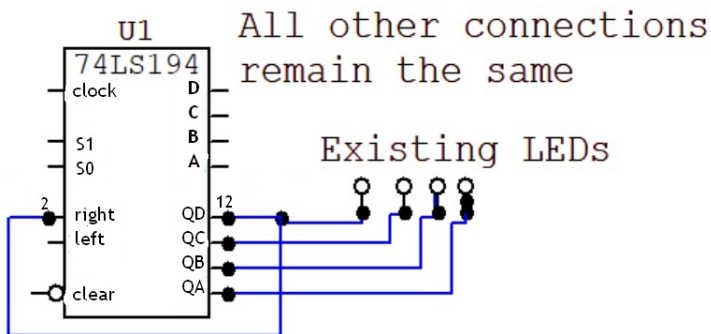 U1
74LS194
All other connections
remain the same
clock
D
C
S1
B
S0
A
Existing LEDs
2
right
QD
12
left
QC
QB
clear
QA